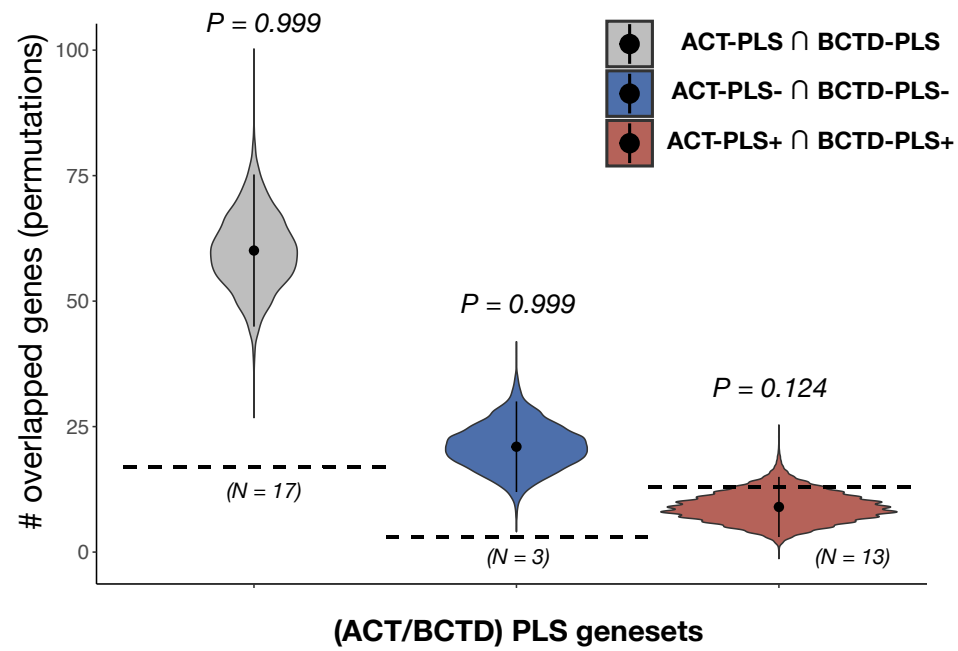 P = 0.999
ACT-PLS ∩ BCTD-PLS
ACT-PLS- ∩ BCTD-PLS-
ACT-PLS+ ∩ BCTD-PLS+
# overlapped genes (permutations)
100
75
50
25
0
P = 0.999
P = 0.124
(N = 17)
(N = 3)
(N = 13)
(ACT/BCTD) PLS genesets